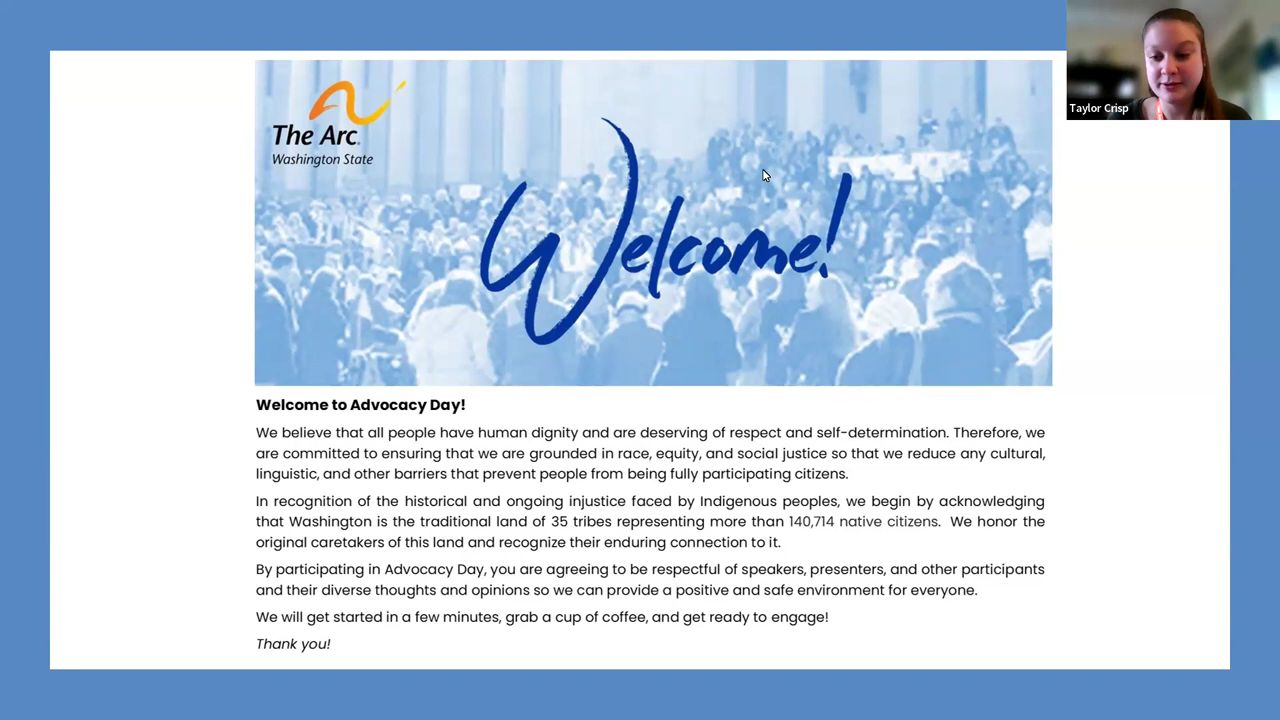 Taylor Crisp
The Arc.
Washington State
Welcome!
Welcome to Advocacy Day!
We believe that all people have human dignity and are deserving of respect and self-determination. Therefore, we
are committed to ensuring that we are grounded in race, equity, and social justice so that we reduce any cultural,
linguistic, and other barriers that prevent people from being fully participating citizens.
In recognition of the historical and ongoing injustice faced by Indigenous peoples, we begin by acknowledging
that Washington is the traditional land of 35 tribes representing more than 140,714 native citizens. We honor the
original caretakers of this land and recognize their enduring connection to it.
By participating in Advocacy Day, you are agreeing to be respectful of speakers, presenters, and other participants
and their diverse thoughts and opinions so we can provide a positive and safe environment for everyone.
We will get started in a few minutes, grab a cup of coffee, and get ready to engage!
Thank you!